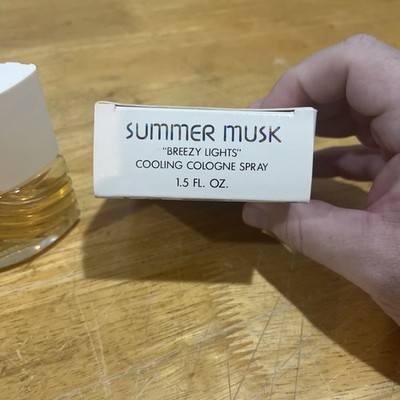 SUMMER MUSK
"BREEZY LIGHTS"
COOLING COLOGNE SPRAY
1.5 FL. OZ.